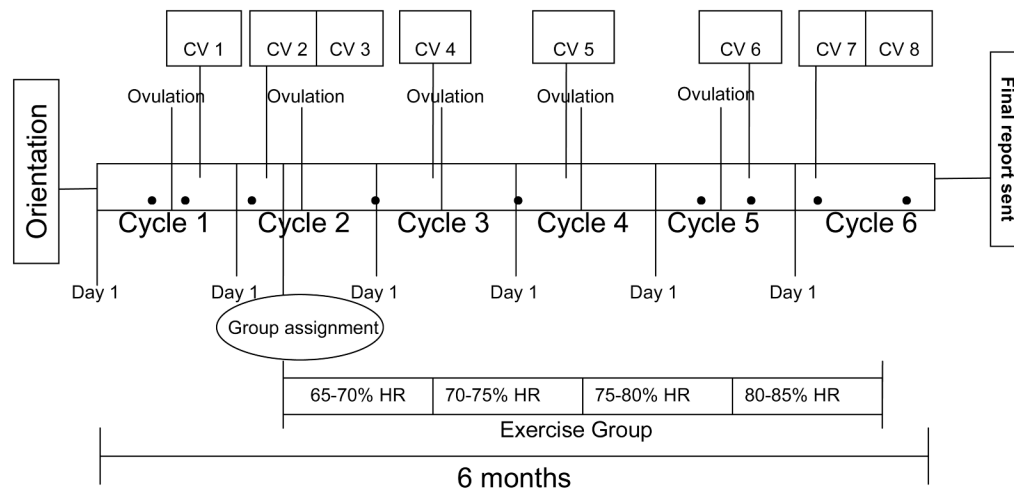 CV 1
CV 2
CV 3
CV 4
CV 5
CV 6
CV 7
CV 8
Ovulation
Ovulation
Ovulation
Ovulation
Ovulation
Orientation
Final report sent
Cycle 1
Cycle 2
Cycle 3
Cycle 4
Cycle 5
Cycle 6
Day 1
Day 1
Day 1
Day 1
Day 1
Day 1
Group assignment
65-70% HR
70-75% HR
75-80% HR
80-85% HR
Exercise Group
6 months